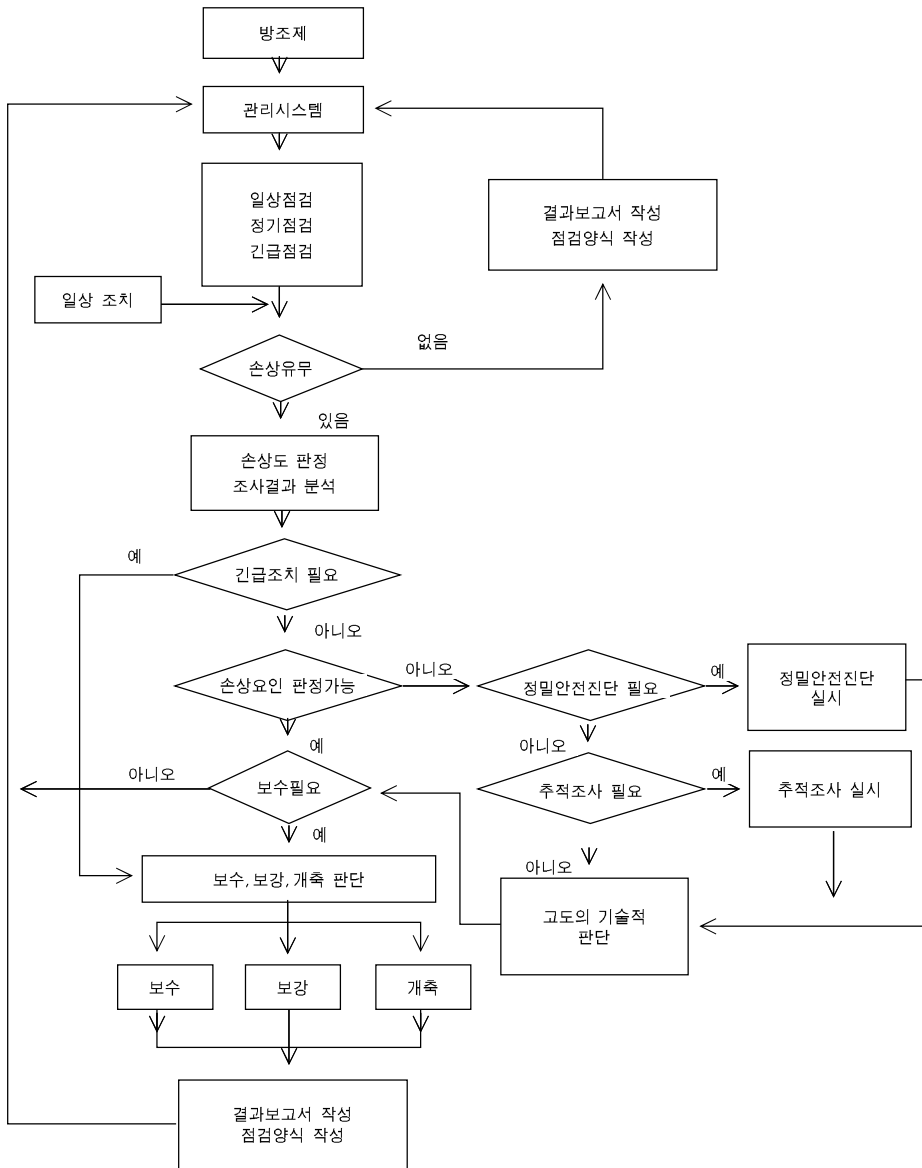 방조제
관리시스템
일상점검
정기점검
긴급점검
결과보고서 작성
점검양식 작성
일상 조치
없음
손상유무
있음
손상도 판정
조사결과 분석
예
긴급조치 필요
아니오
손상요인 판정가능
아니오
정밀안전진단 필요
예
정밀안전진단
실시
예
아니오
아니오
보수필요
추적조사 필요
예
추적조사 실시
예
보수,보강,개축 판단
아니오
고도의 기술적
판단
보수
보강
개축
결과보고서 작성
점검양식 작성